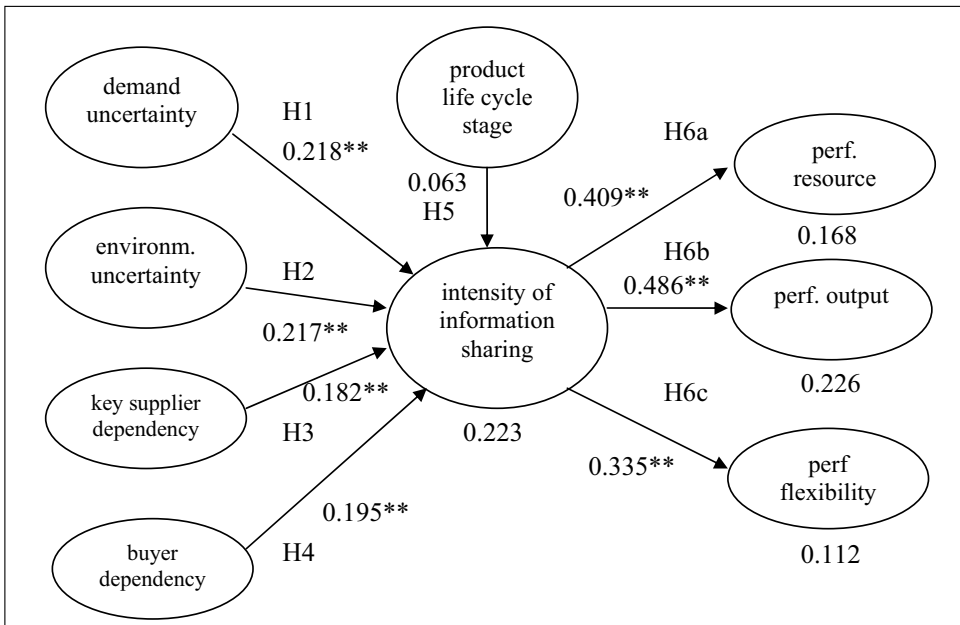 demand
uncertainty
H1
0.218**
product
life cycle
stage
0.063
H5
H6a
0.409**
perf.
resource
0.168
environm.
uncertainty
H2
0.217**
intensity of
information
sharing
0.223
H6b
0.486**
perf. output
0.226
key supplier
dependency
0.182**
H3
H6c
0.335**
perf
flexibility
0.112
buyer
dependency
0.195**
H4